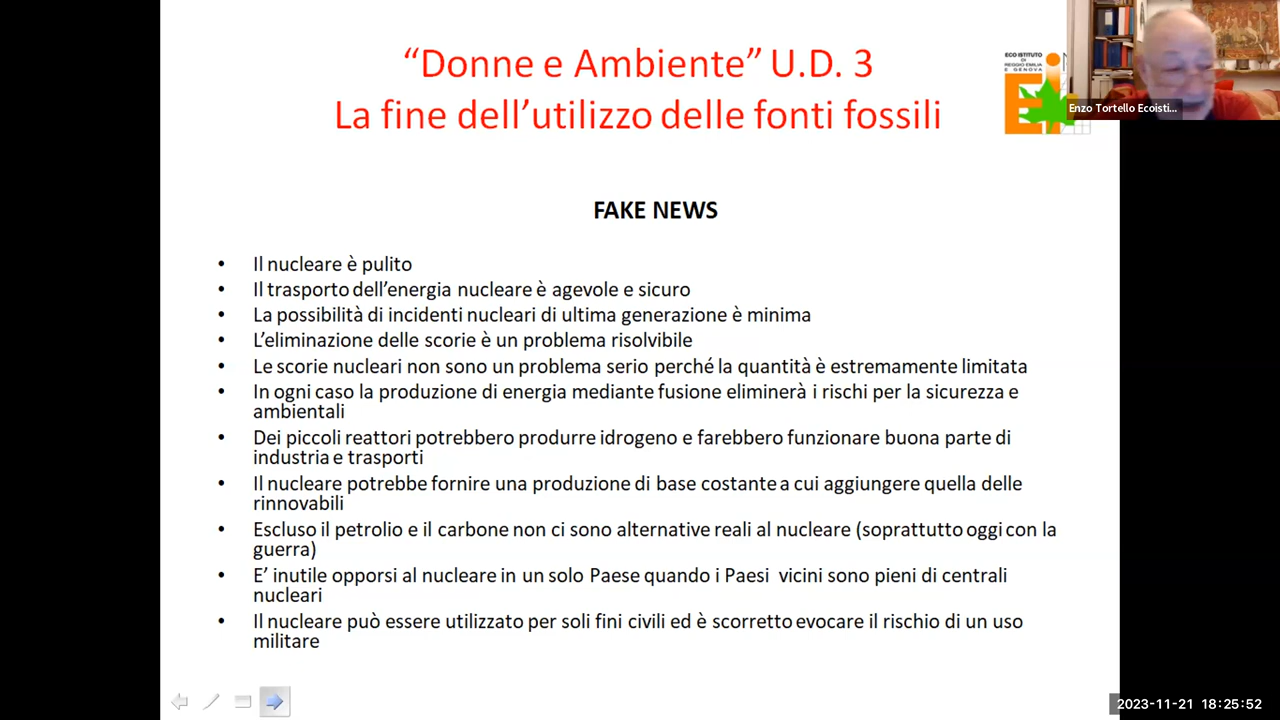 “Donne e Ambiente” U.D. 3
La fine dell’utilizzo delle fonti fossili
ECO ISTITUTO
DI
REGGIO EMILIA
E GENOVA
Enzo Tortello Ecoisti...
FAKE NEWS
• Il nucleare è pulito
• Il trasporto dell’energia nucleare è agevole e sicuro
• La possibilità di incidenti nucleari di ultima generazione è minima
• L’eliminazione delle scorie è un problema risolvibile
• Le scorie nucleari non sono un problema serio perché la quantità è estremamente limitata
• In ogni caso la produzione di energia mediante fusione eliminerà i rischi per la sicurezza e
ambientali
• Dei piccoli reattori potrebbero produrre idrogeno e farebbero funzionare buona parte di
industria e trasporti
• Il nucleare potrebbe fornire una produzione di base costante a cui aggiungere quella delle
rinnovabili
• Escluso il petrolio e il carbone non ci sono alternative reali al nucleare (soprattutto oggi con la
guerra)
• E’ inutile opporsi al nucleare in un solo Paese quando i Paesi vicini sono pieni di centrali
nucleari
• Il nucleare può essere utilizzato per soli fini civili ed è scorretto evocare il rischio di un uso
militare
2023-11-21 18:25:52